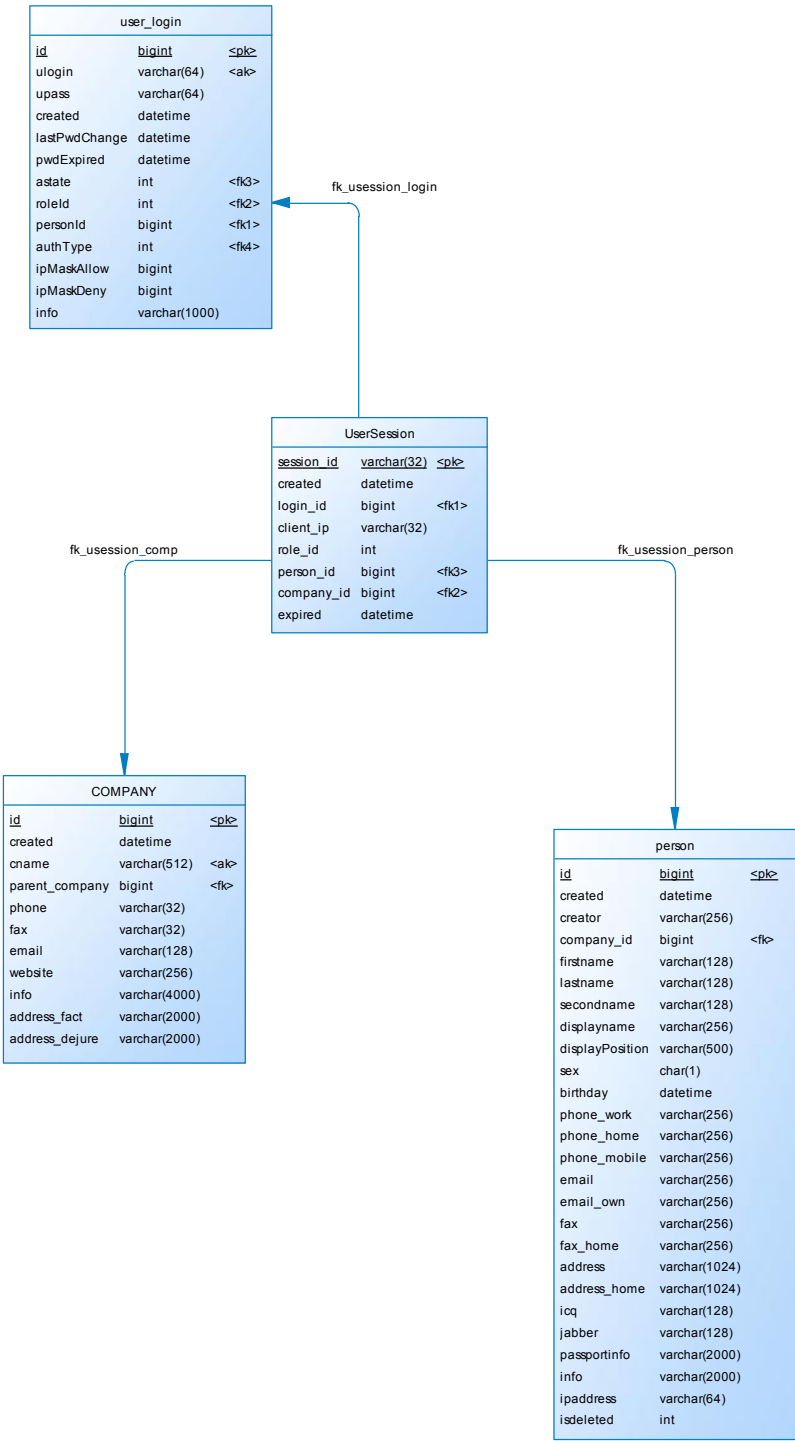 user_login
id bigint <pk>
ulogin varchar(64) <ak>
upass varchar(64)
created datetime
lastPwdChange datetime
pwdExpired datetime
astate int <fk3>
roleId int <fk2>
personId bigint <fk1>
authType int <fk4>
ipMaskAllow bigint
ipMaskDeny bigint
info varchar(1000)
fk_usession_login
UserSession
session_id varchar(32) <pk>
created datetime
login_id bigint <fk1>
client_ip varchar(32)
role_id int
person_id bigint <fk3>
company_id bigint <fk2>
expired datetime
fk_usession_comp
fk_usession_person
COMPANY
id bigint <pk>
created datetime
cname varchar(512) <ak>
parent_company bigint <fk>
phone varchar(32)
fax varchar(32)
email varchar(128)
website varchar(256)
info varchar(4000)
address_fact varchar(2000)
address_dejure varchar(2000)
person
id bigint <pk>
created datetime
creator varchar(256)
company_id bigint <fk>
firstname varchar(128)
lastname varchar(128)
secondname varchar(128)
displayname varchar(256)
displayPosition varchar(500)
sex char(1)
birthday datetime
phone_work varchar(256)
phone_home varchar(256)
phone_mobile varchar(256)
email varchar(256)
email_own varchar(256)
fax varchar(256)
fax_home varchar(256)
address varchar(1024)
address_home varchar(1024)
icq varchar(128)
jabber varchar(128)
passportinfo varchar(2000)
info varchar(2000)
ipaddress varchar(64)
isdeleted int